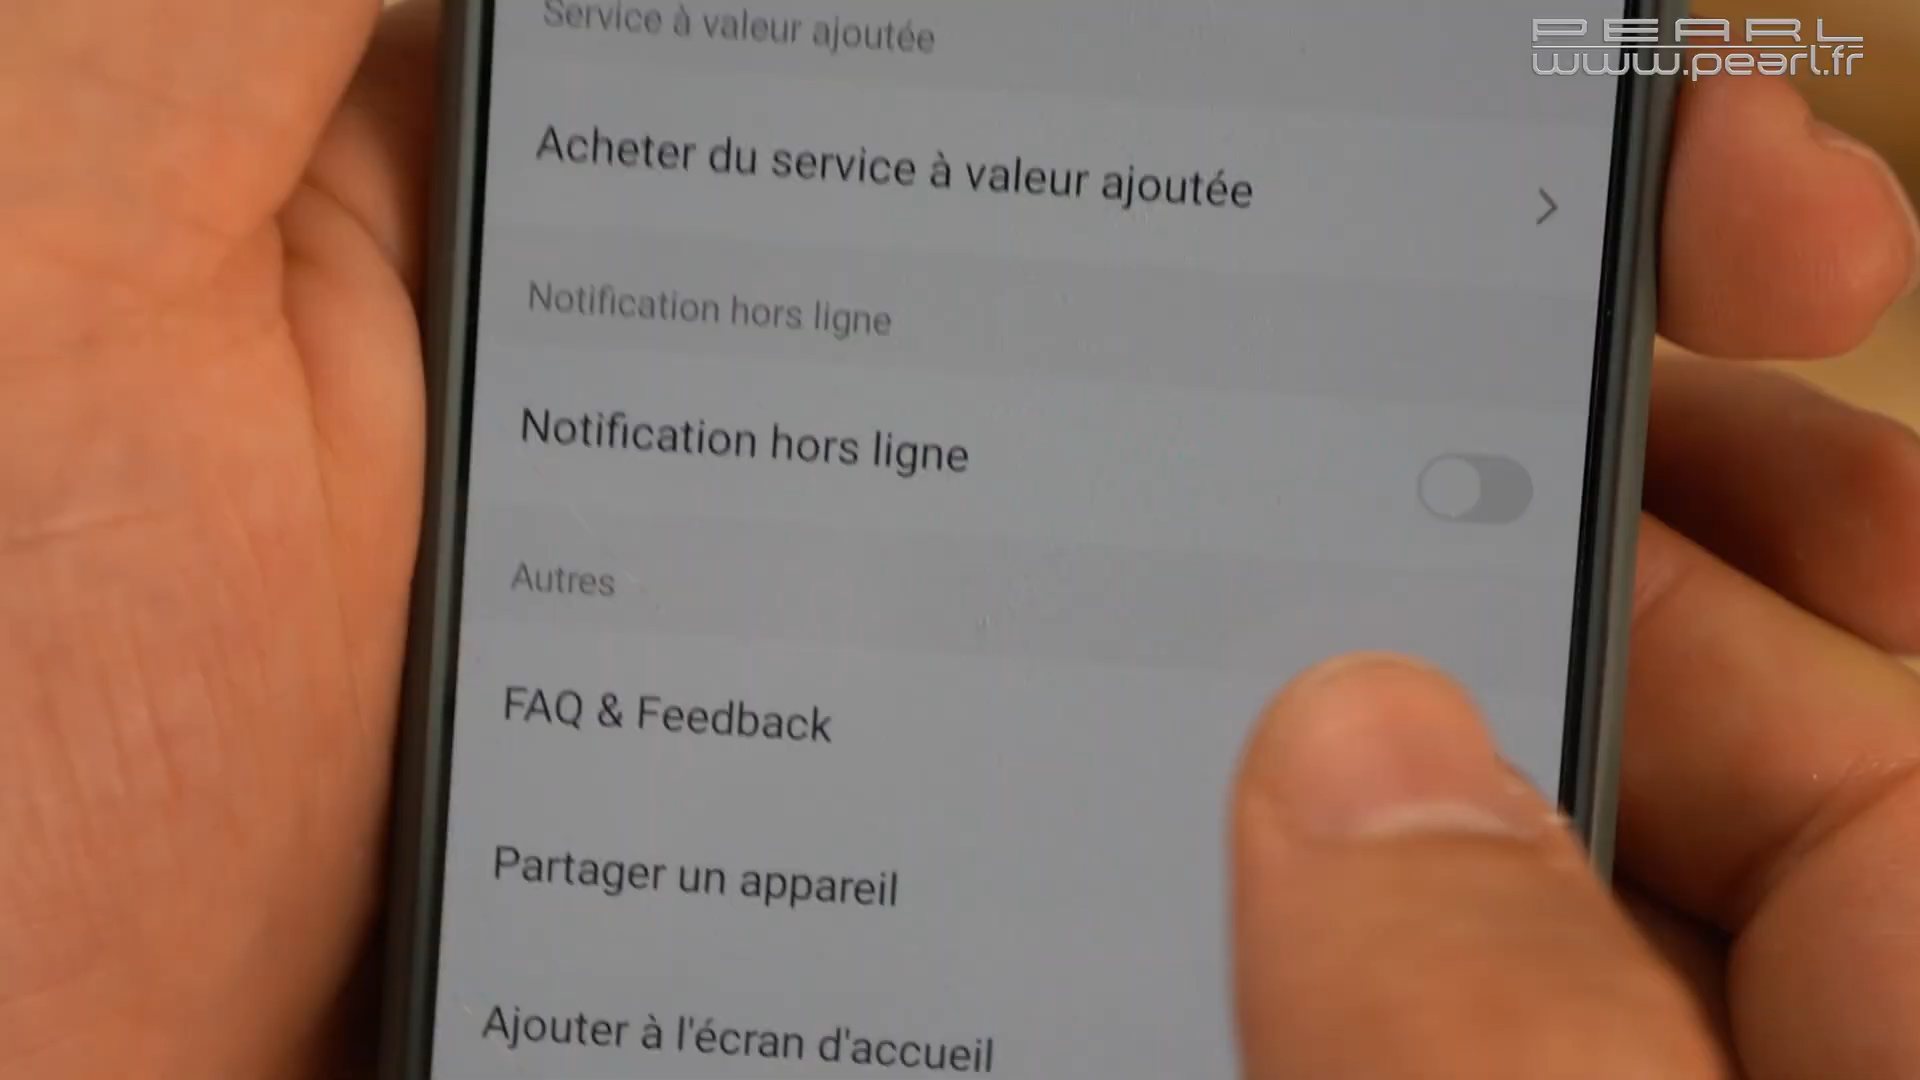 PEARL
www.pearl.fr
Service à valeur ajoutée
Acheter du service à valeur ajoutée
Notification hors ligne
Notification hors ligne
Autres
FAQ & Feedback
Partager un appareil
Ajouter à l'écran d'accueil